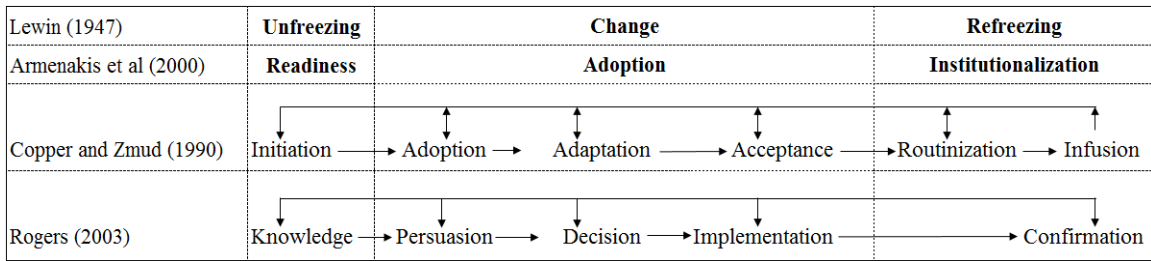 Lewin (1947) Unfreezing Change Refreezing
Armenakis et al (2000) Readiness Adoption Institutionalization
Copper and Zmud (1990) Initiation Adoption Adaptation Acceptance Routinization Infusion
Rogers (2003) Knowledge Persuasion Decision Implementation Confirmation